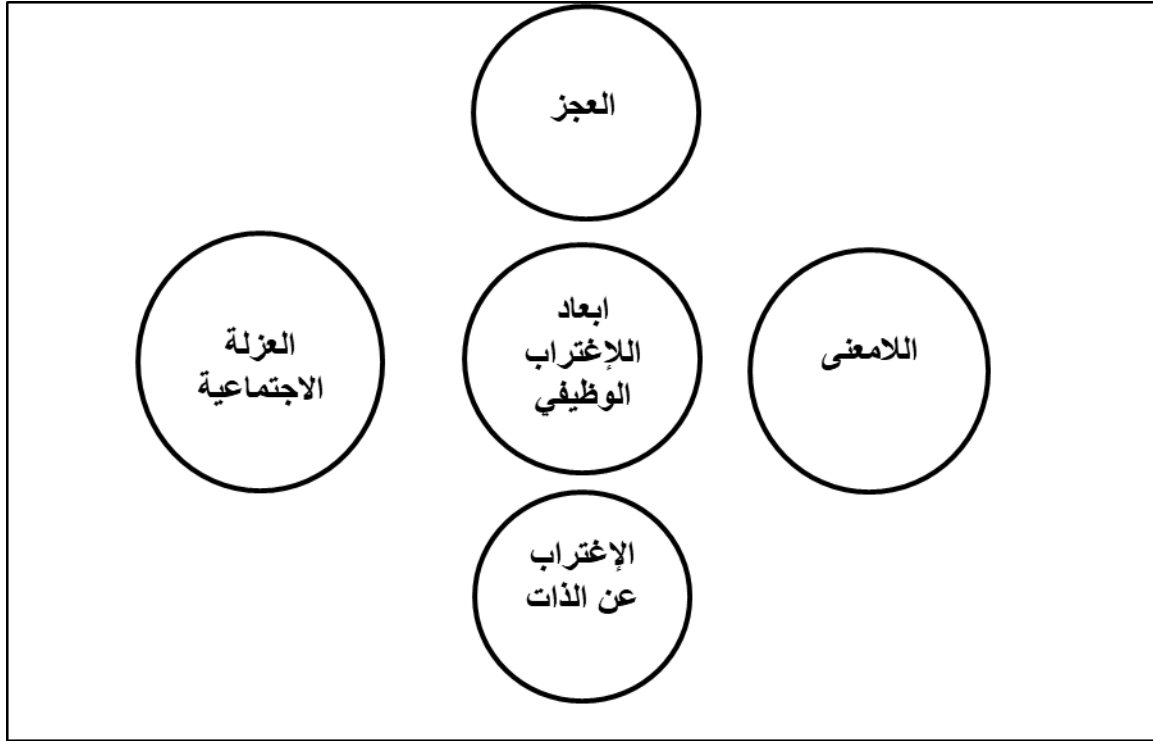 العجز
ابعاد
اللإغتراب
الوظيفي
اللامعنى
العزلة
الاجتماعية
الإغتراب
عن الذات